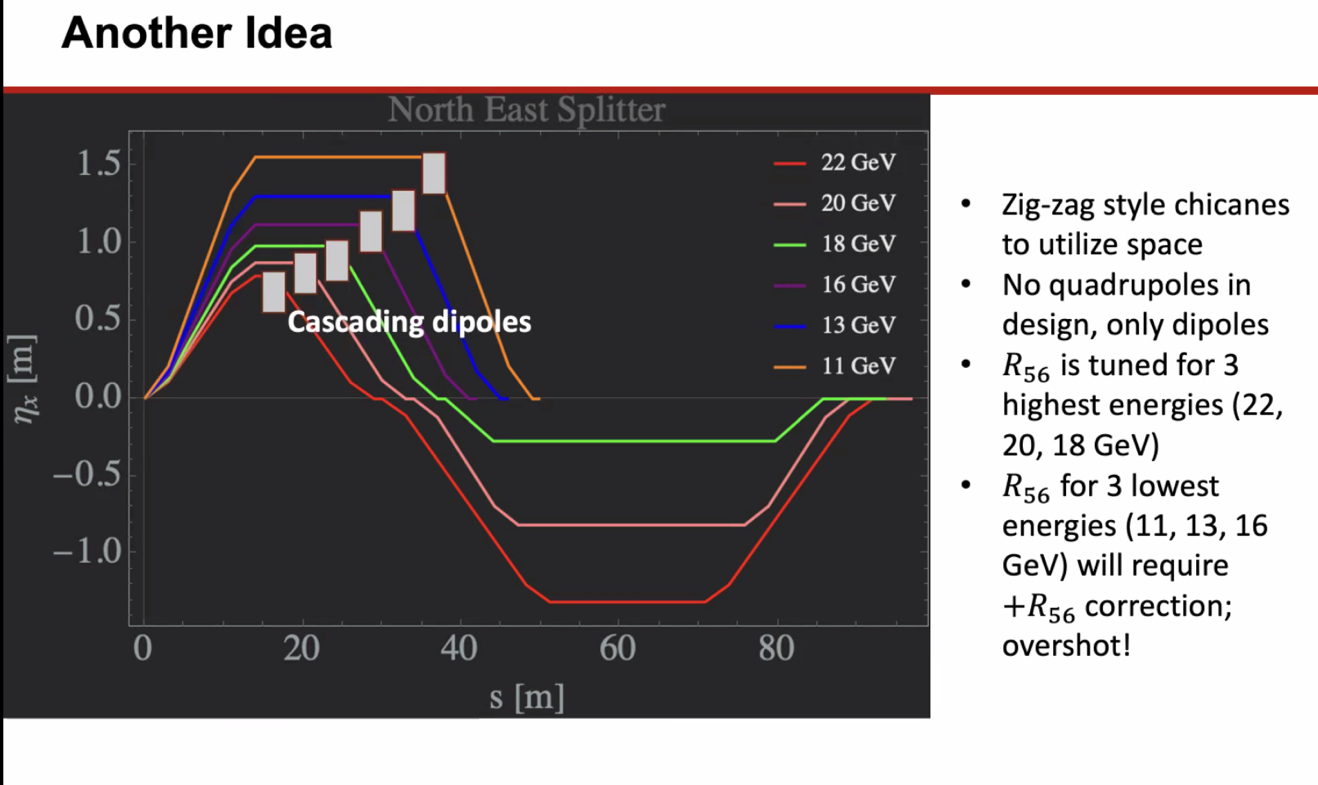 Another Idea
North East Splitter
1.5
1.0
0.5
0.0
−0.5
−1.0
ηx [m]
0 20 40 60 80
s [m]
22 GeV
20 GeV
18 GeV
16 GeV
13 GeV
11 GeV
Cascading dipoles
• Zig-zag style chicanes
to utilize space
• No quadrupoles in
design, only dipoles
• R56 is tuned for 3
highest energies (22,
20, 18 GeV)
• R56 for 3 lowest
energies (11, 13, 16
GeV) will require
+R56 correction;
overshot!